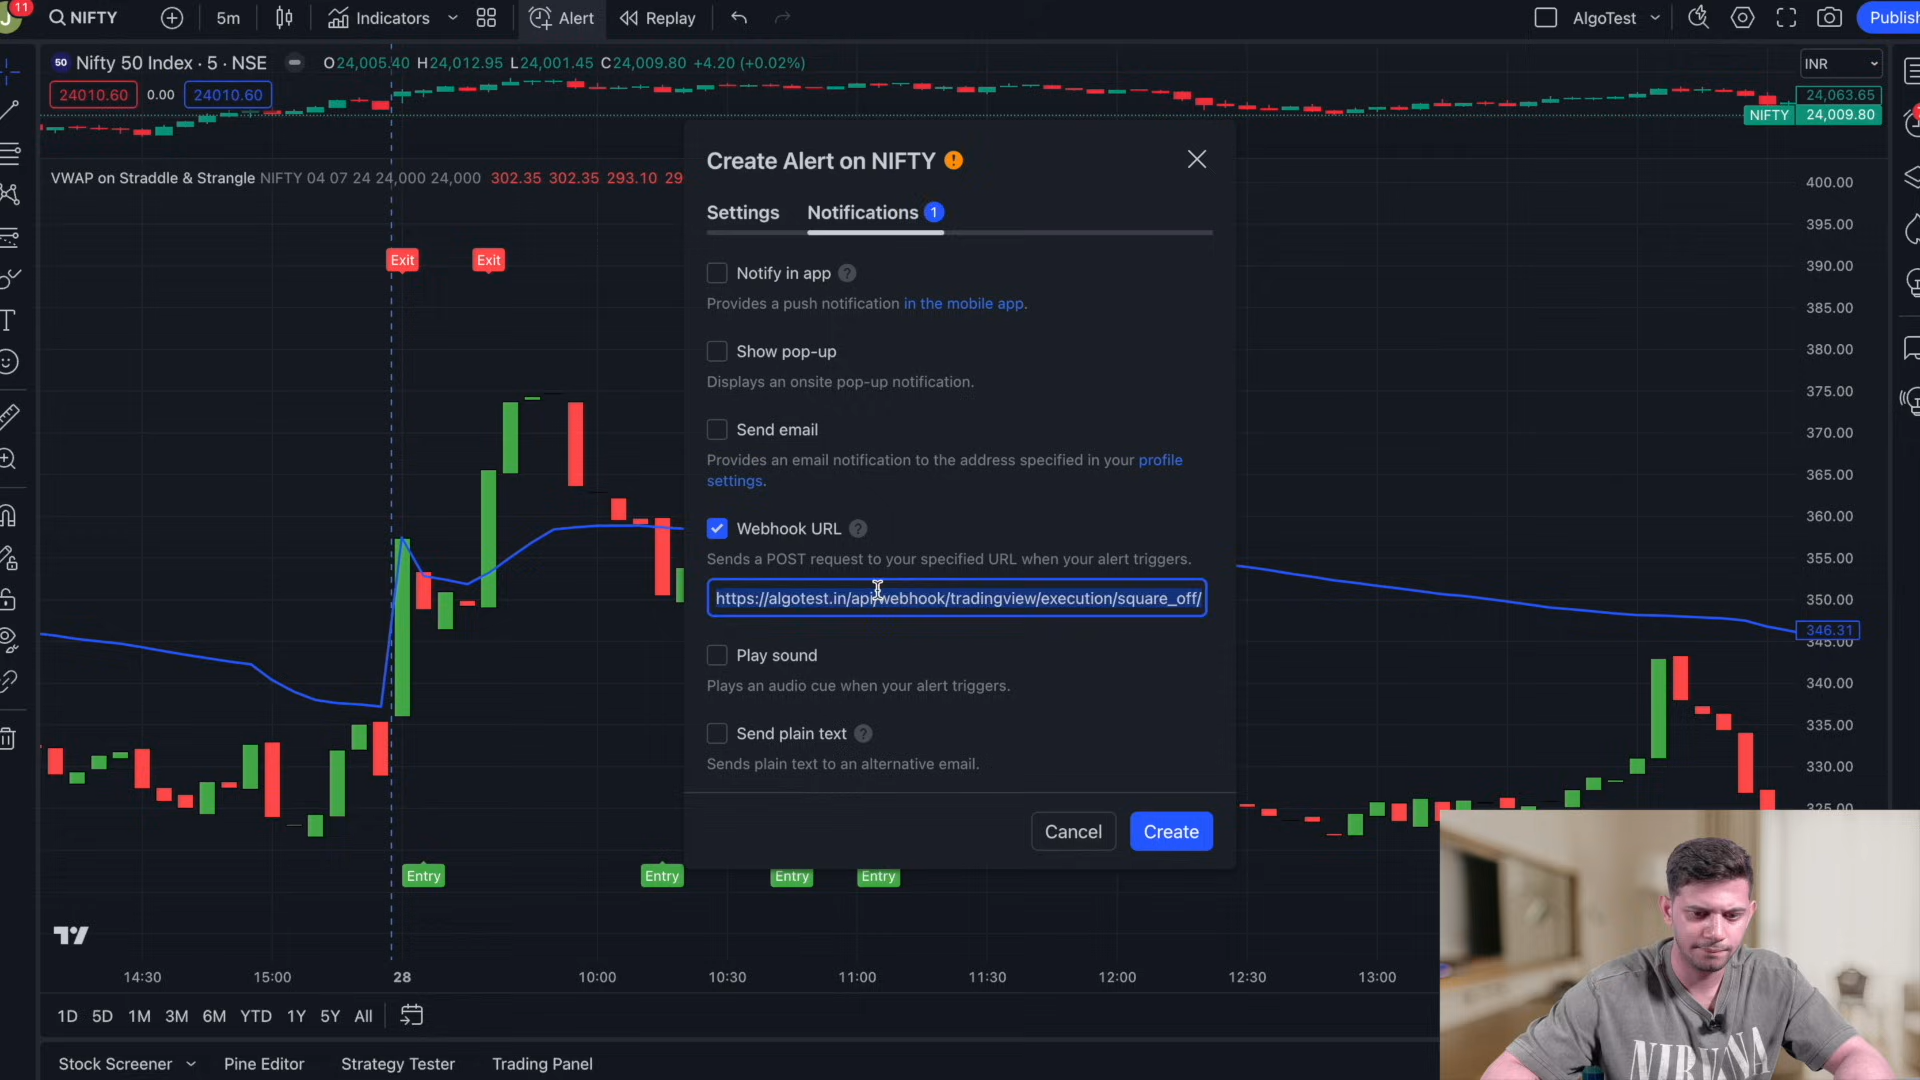 11
NIFTY
5m
Indicators
Alert
Replay
AlgoTest
Publish
50
Nifty 50 Index · 5 · NSE
O24,005.40 H24,012.95 L24,001.45 C24,009.80 +4.20 (+0.02%)
INR
24010.60
0.00
24010.60
24,063.65
NIFTY
24,009.80
VWAP on Straddle & Strangle NIFTY 04 07 24 24,000 24,000 302.35 302.35 293.10 29
Create Alert on NIFTY
Settings
Notifications 1
Notify in app
Provides a push notification in the mobile app.
Show pop-up
Displays an onsite pop-up notification.
Send email
Provides an email notification to the address specified in your profile
settings.
Webhook URL
Sends a POST request to your specified URL when your alert triggers.
https://algotest.in/api/webhook/tradingview/execution/square_off/
Play sound
Plays an audio cue when your alert triggers.
Send plain text
Sends plain text to an alternative email.
Cancel
Create
Exit
Exit
Entry
Entry
Entry
Entry
400.00
395.00
390.00
385.00
380.00
375.00
370.00
365.00
360.00
355.00
350.00
346.31
345.00
340.00
335.00
330.00
325.00
14:30
15:00
28
10:00
10:30
11:00
11:30
12:00
12:30
13:00
1D
5D
1M
3M
6M
YTD
1Y
5Y
All
Stock Screener
Pine Editor
Strategy Tester
Trading Panel
NIRVANA